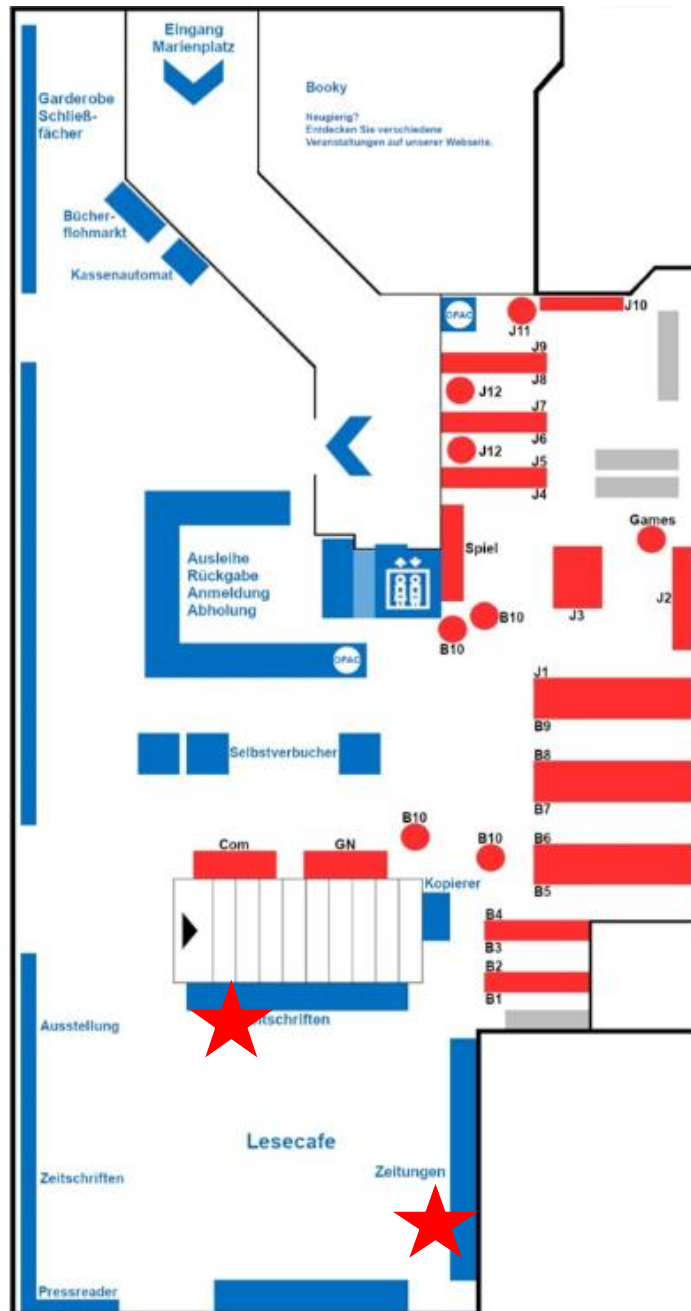 Eingang
Marienplatz
Garderobe
Schließ-
fächer
Booky
Neugierig?
Entdecken Sie verschiedene
Veranstaltungen auf unserer Webseite.
Bücher-
flohmarkt
Kassenautomat
OPAC
J11
J10
J9
J8
J12
J7
J6
J12
J5
J4
Games
Spiel
J3
J2
B10
B10
Ausleihe
Rückgabe
Anmeldung
Abholung
OPAC
J1
B9
Selbstverbucher
B8
B7
B10
B10
B6
B5
Com
GN
Kopierer
B4
B3
B2
B1
Ausstellung
eitschriften
Lesecafe
Zeitschriften
Zeitungen
Pressreader